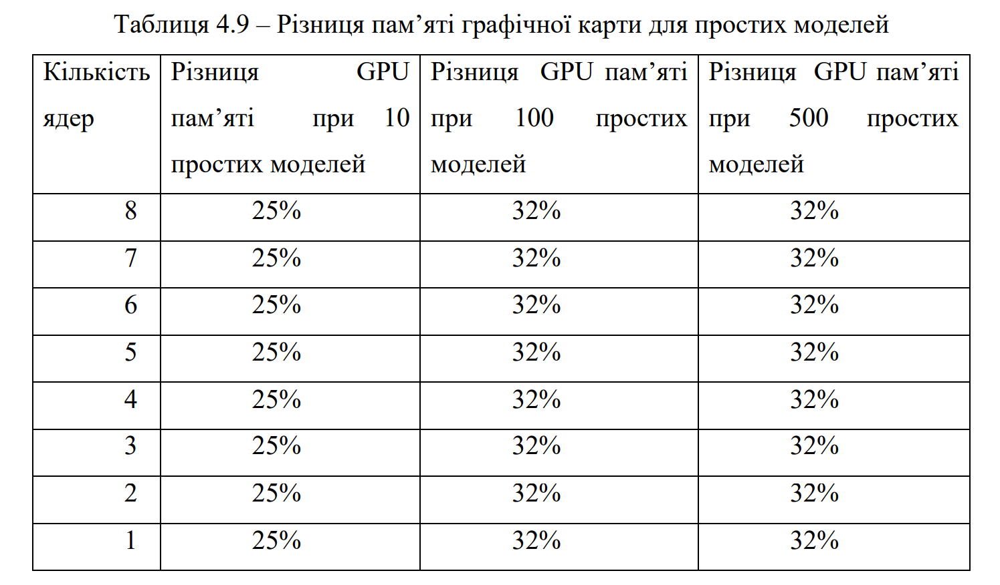 Таблиця 4.9 – Різниця пам’яті графічної карти для простих моделей
Кількість ядер
Різниця GPU пам’яті при 10 простих моделей
Різниця GPU пам’яті при 100 простих моделей
Різниця GPU пам’яті при 500 простих моделей
8 25% 32% 32%
7 25% 32% 32%
6 25% 32% 32%
5 25% 32% 32%
4 25% 32% 32%
3 25% 32% 32%
2 25% 32% 32%
1 25% 32% 32%